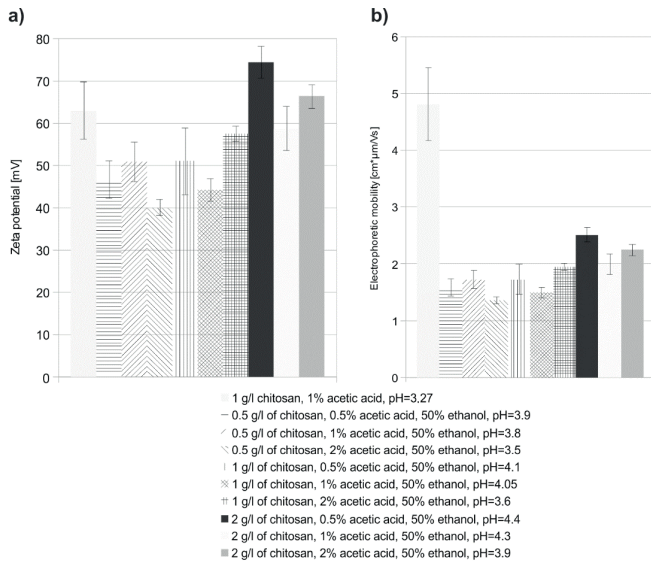 a)
80
70
60
50
40
30
20
10
0
Zeta potential [mV]
b)
6
5
4
3
2
1
0
Electrophoretic mobility [cm*µm/Vs]
1 g/l chitosan, 1% acetic acid, pH=3.27
0.5 g/l of chitosan, 0.5% acetic acid, 50% ethanol, pH=3.9
0.5 g/l of chitosan, 1% acetic acid, 50% ethanol, pH=3.8
0.5 g/l of chitosan, 2% acetic acid, 50% ethanol, pH=3.5
1 g/l of chitosan, 0.5% acetic acid, 50% ethanol, pH=4.1
1 g/l of chitosan, 1% acetic acid, 50% ethanol, pH=4.05
1 g/l of chitosan, 2% acetic acid, 50% ethanol, pH=3.6
2 g/l of chitosan, 0.5% acetic acid, 50% ethanol, pH=4.4
2 g/l of chitosan, 1% acetic acid, 50% ethanol, pH=4.3
2 g/l of chitosan, 2% acetic acid, 50% ethanol, pH=3.9